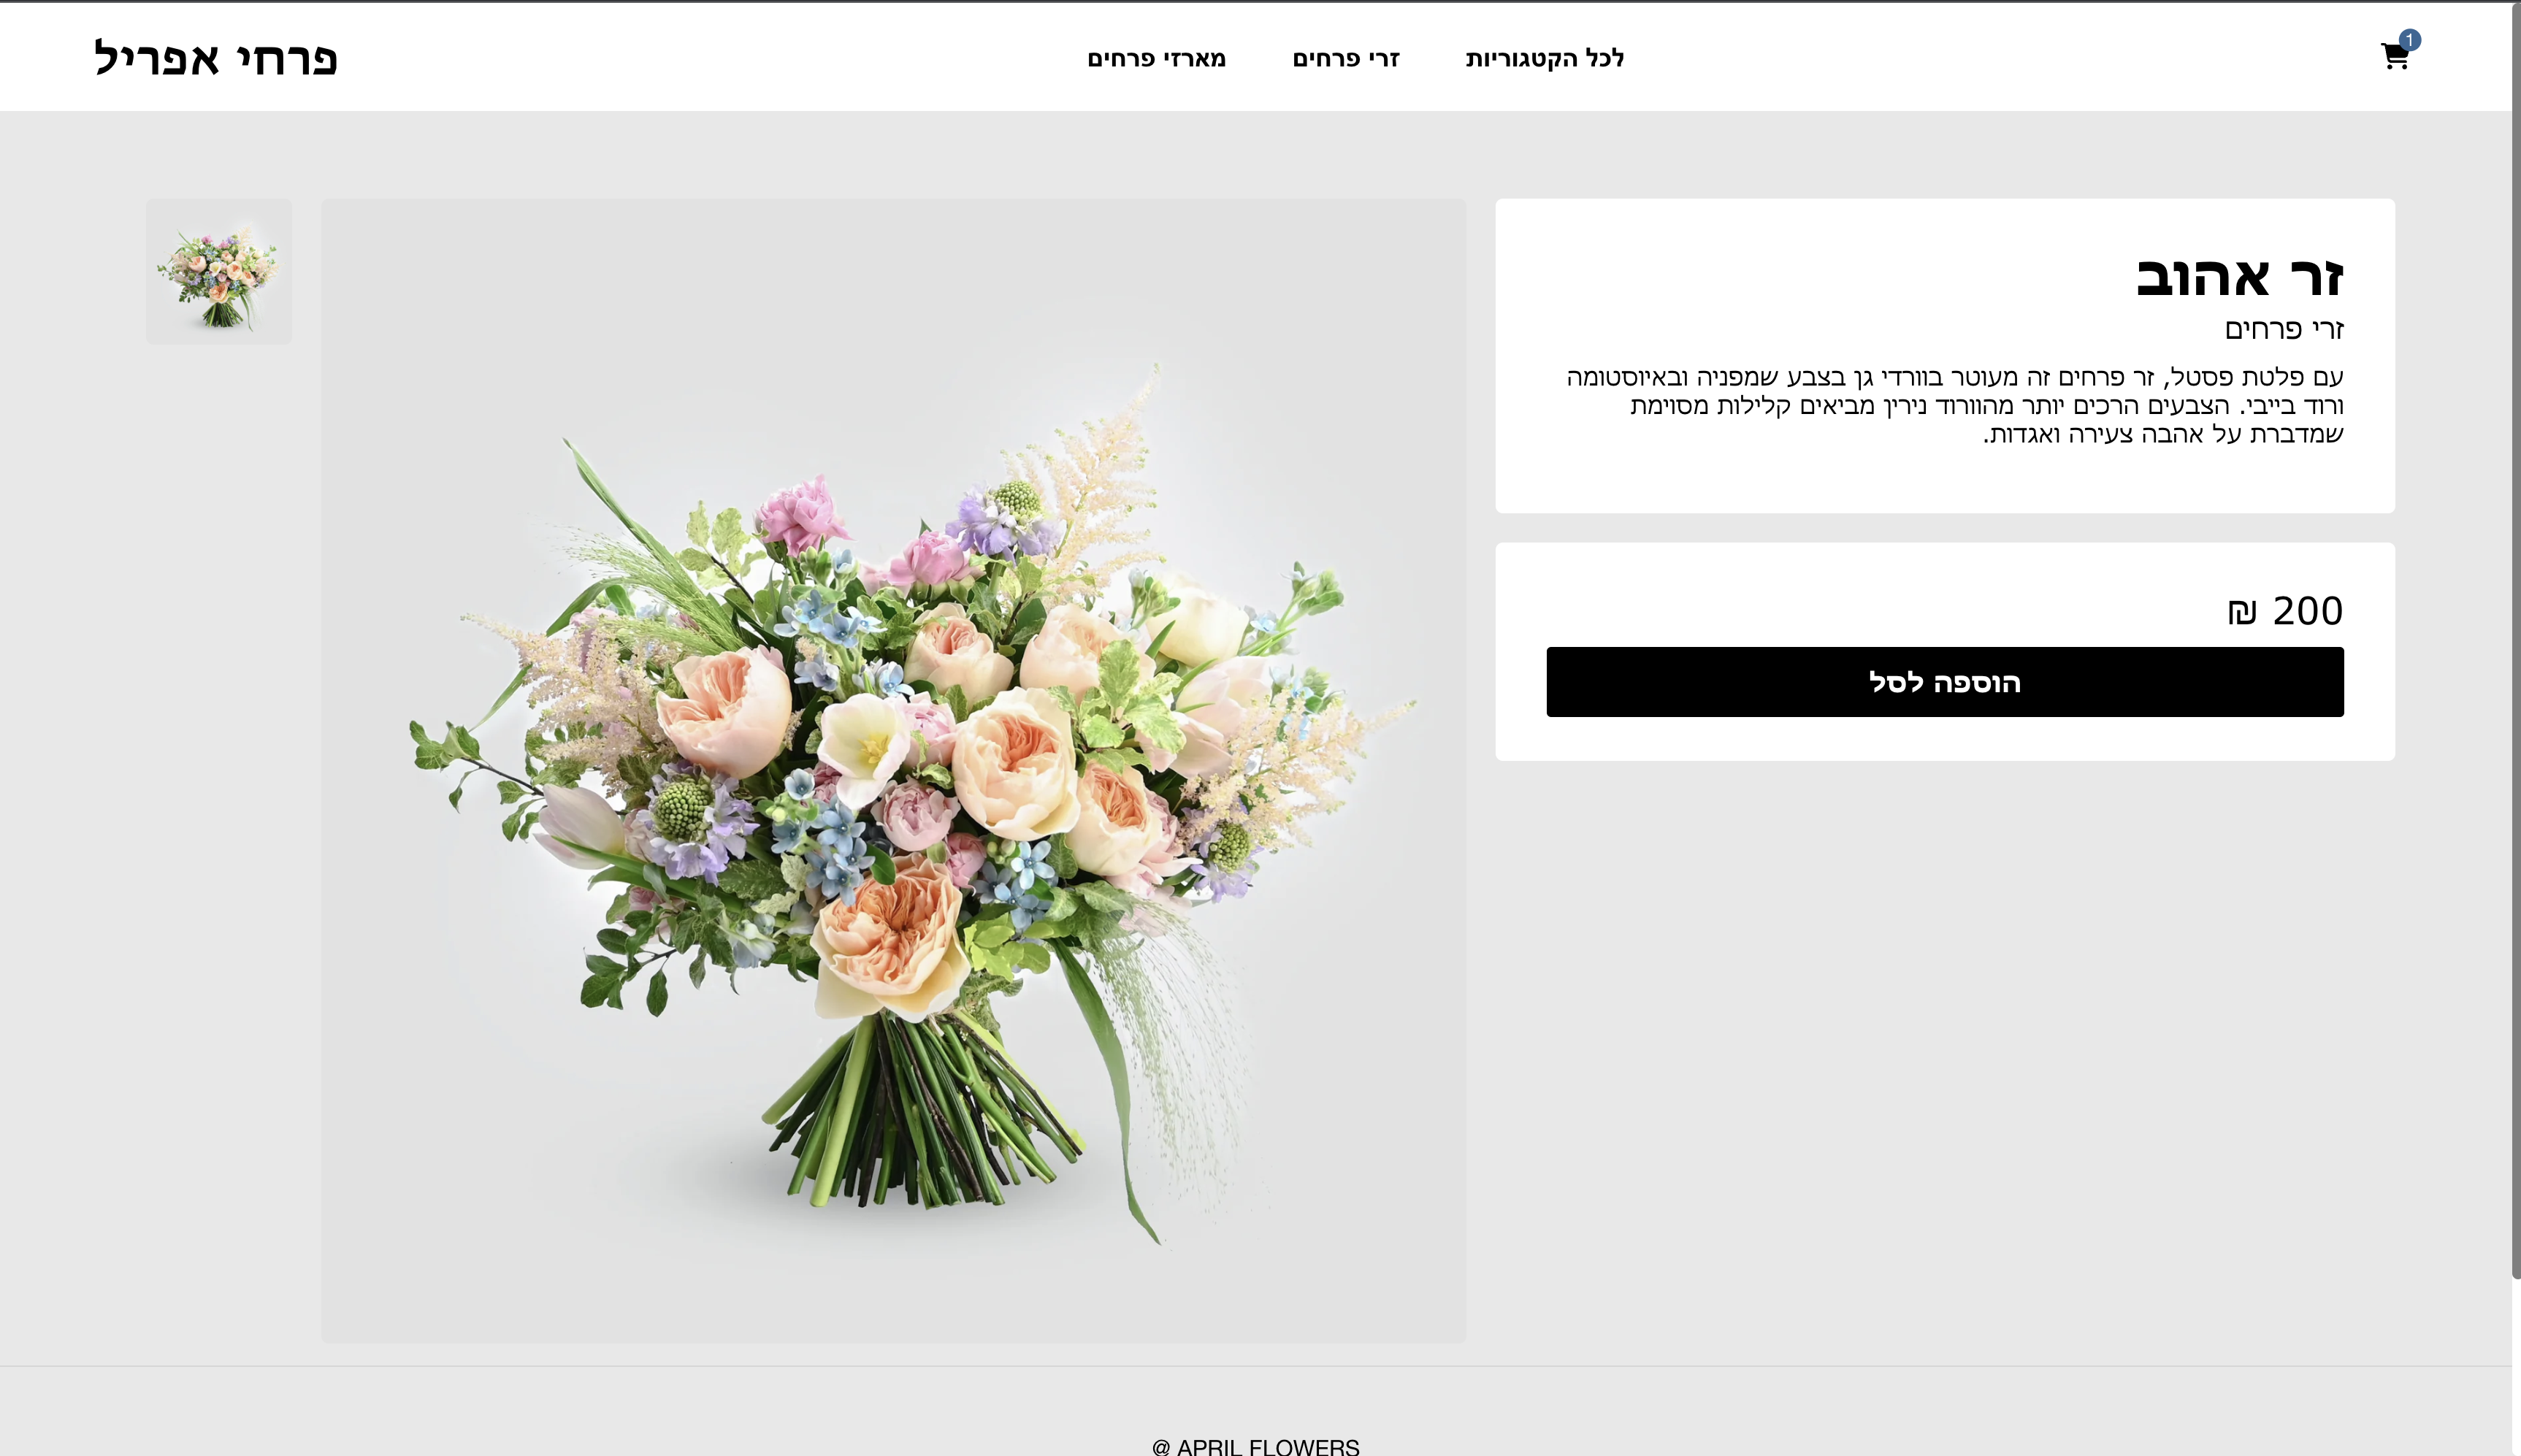 1
לכל הקטגוריות
זרי פרחים
מארזי פרחים
פרחי אפריל
זר אהוב
זרי פרחים
עם פלטת פסטל, זר פרחים זה מעוטר בוורדי גן בצבע שמפניה ובאיוסטומה
ורוד בייבי. הצבעים הרכים יותר מהוורוד נירין מביאים קלילות מסוימת
שמדברת על אהבה צעירה ואגדות.
200 ₪
הוספה לסל
@ APRIL FLOWERS